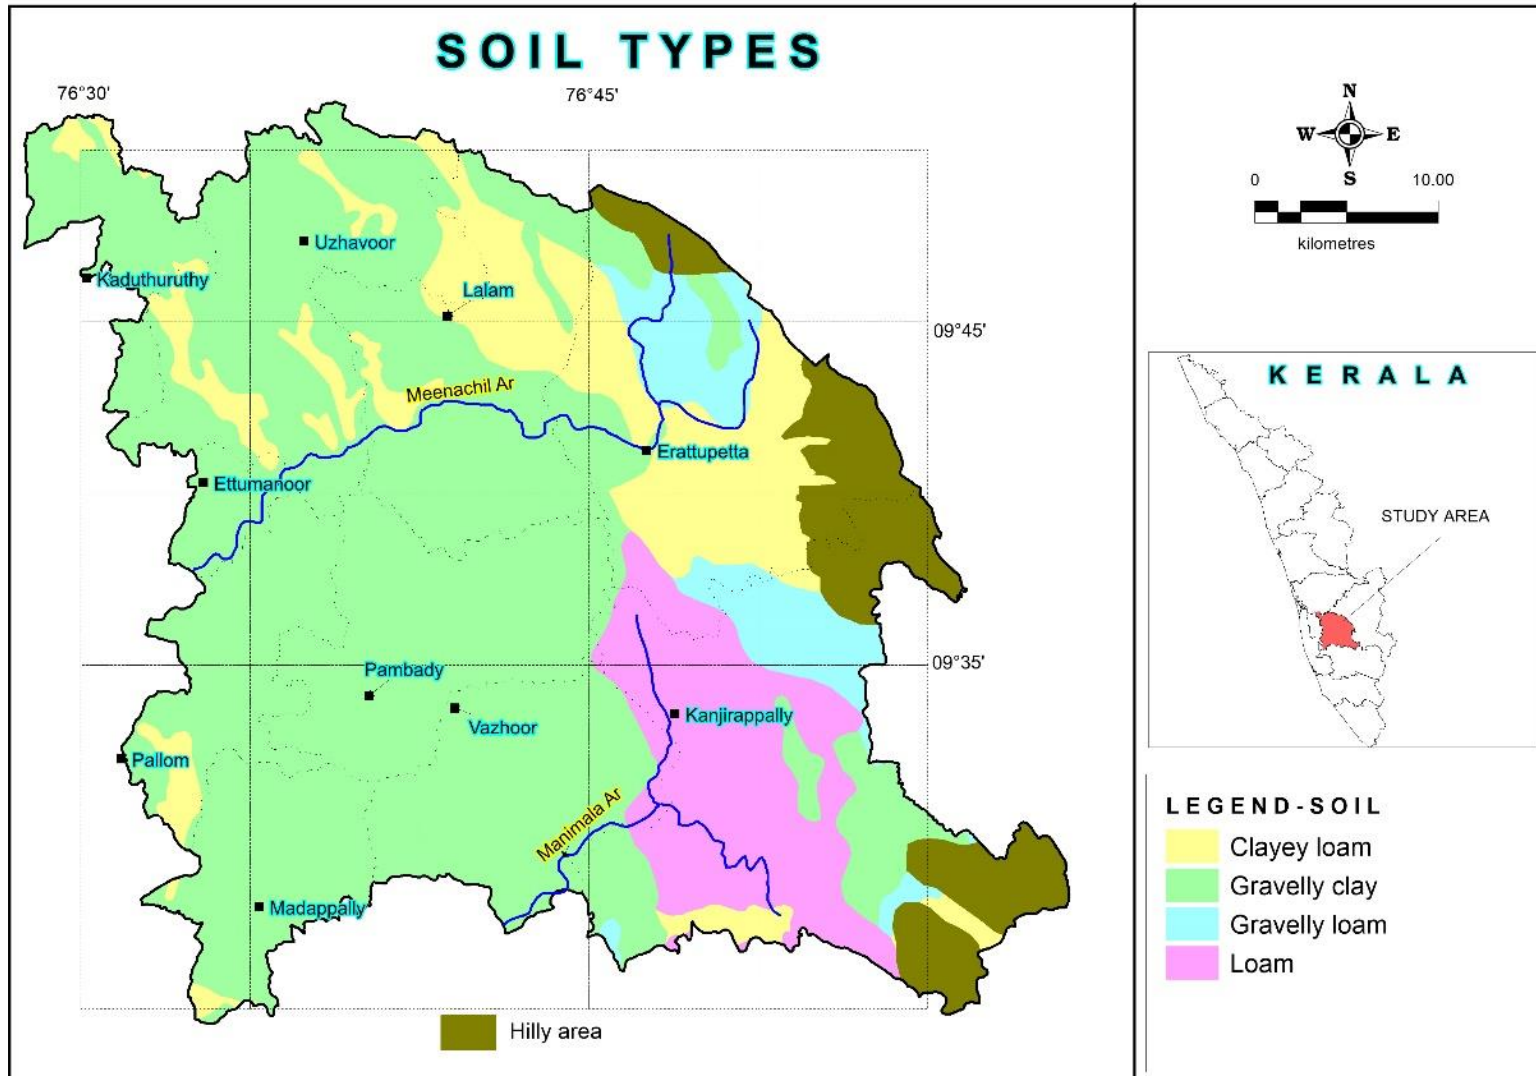 SOIL TYPES
76°30'
76°45'
N
W
E
S
0
10.00
kilometres
Uzhavoor
Kaduthuruthy
Lalam
09°45'
Meenachil Ar
Erattupetta
Ettumanoor
KERALA
STUDY AREA
09°35'
Pambady
Vazhoor
Kanjirappally
Pallom
Manimala Ar
Madappally
LEGEND-SOIL
Clayey loam
Gravelly clay
Gravelly loam
Loam
Hilly area